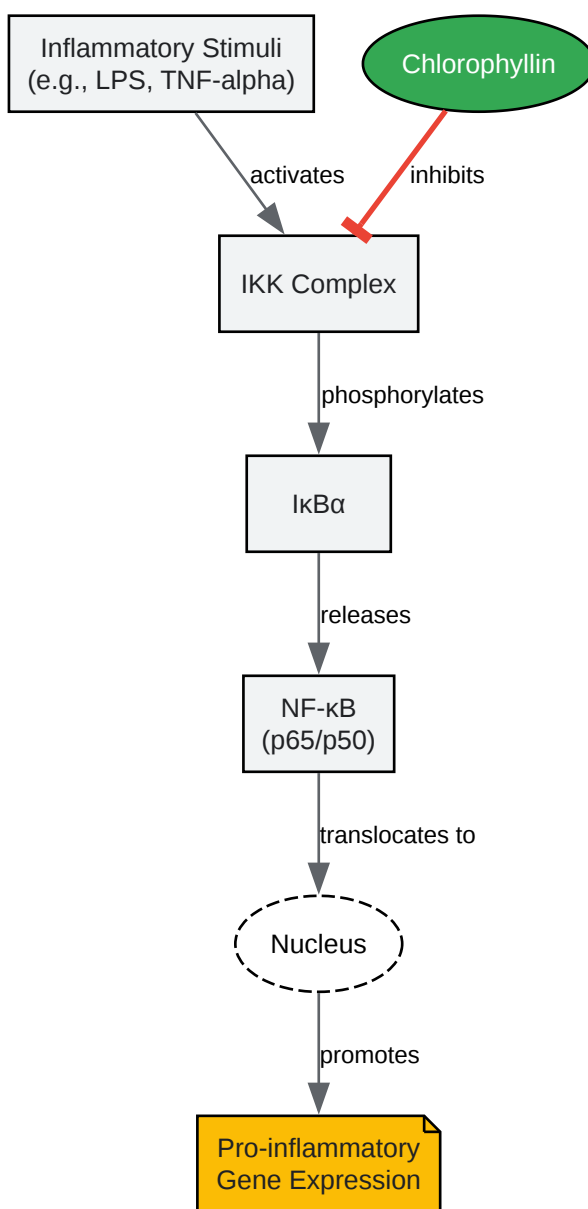 Inflammatory Stimuli
(e.g., LPS, TNF-alpha)
Chlorophyllin
activates
inhibits
IKK Complex
phosphorylates
IκBα
releases
NF-κB
(p65/p50)
translocates to
Nucleus
promotes
Pro-inflammatory
Gene Expression